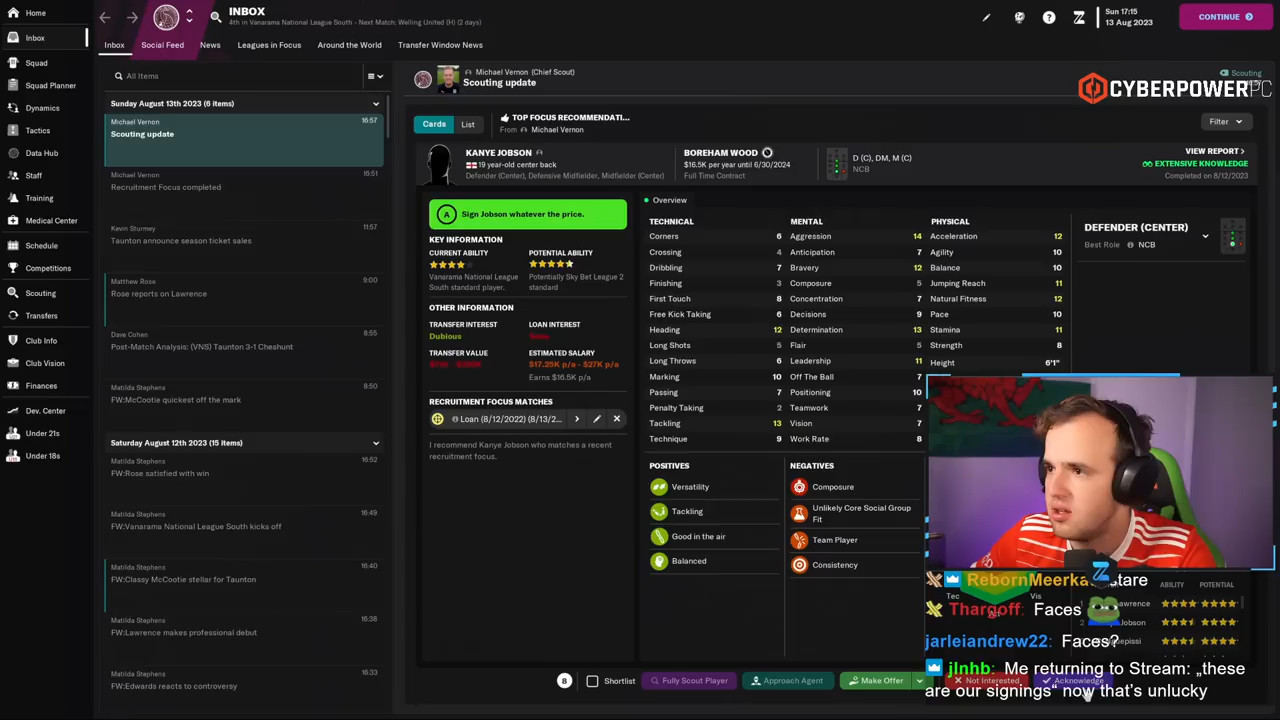 Home
Inbox
Squad
Squad Planner
Dynamics
Tactics
Data Hub
Staff
Training
Medical Center
Schedule
Competitions
Scouting
Transfers
Club Info
Club Vision
Finances
Dev. Center
Under 21s
Under 18s
INBOX
4th in Vanarama National League South - Next Match: Welling United (H) (2 days)
Sun 17:15
13 Aug 2023
CONTINUE
Inbox Social Feed News Leagues in Focus Around the World Transfer Window News
All Items
Sunday August 13th 2023 (6 items)
Michael Vernon 16:57
Scouting update
Michael Vernon 16:51
Recruitment Focus completed
Kevin Sturmey 11:57
Taunton announce season ticket sales
Matthew Rose 9:00
Rose reports on Lawrence
Dave Cohen 8:55
Post-Match Analysis: (VNS) Taunton 3-1 Cheshunt
Matilda Stephens 8:50
FW:McCootie quickest off the mark
Saturday August 12th 2023 (15 items)
Matilda Stephens 16:52
FW:Rose satisfied with win
Matilda Stephens 16:49
FW:Vanarama National League South kicks off
Matilda Stephens 16:40
FW:Classy McCootie stellar for Taunton
Matilda Stephens 16:38
FW:Lawrence makes professional debut
Matilda Stephens 16:33
FW:Edwards reacts to controversy
Michael Vernon (Chief Scout)
Scouting update
Scouting
CYBERPOWERPC
Cards List
TOP FOCUS RECOMMENDATI...
From Michael Vernon
Filter
KANYE JOBSON
19 year-old center back
Defender (Center), Defensive Midfielder, Midfielder (Center)
BOREHAM WOOD
$16.5K per year until 6/30/2024
Full Time Contract
D (C), DM, M (C)
NCB
VIEW REPORT >
EXTENSIVE KNOWLEDGE
Completed on 8/12/2023
A Sign Jobson whatever the price.
KEY INFORMATION
CURRENT ABILITY
Vanarama National League South standard player.
POTENTIAL ABILITY
Potentially Sky Bet League 2 standard
OTHER INFORMATION
TRANSFER INTEREST
Dubious
LOAN INTEREST
TRANSFER VALUE
ESTIMATED SALARY
$17.25K p/a - $27K p/a
Earns $16.5K p/a
RECRUITMENT FOCUS MATCHES
Loan (8/12/2022) (8/13/2...
I recommend Kanye Jobson who matches a recent recruitment focus.
Overview
TECHNICAL
Corners 6
Crossing 4
Dribbling 7
Finishing 3
First Touch 8
Free Kick Taking 6
Heading 12
Long Shots 5
Long Throws 6
Marking 10
Passing 7
Penalty Taking 2
Tackling 13
Technique 9
MENTAL
Aggression 14
Anticipation 7
Bravery 12
Composure 5
Concentration 7
Decisions 9
Determination 13
Flair 5
Leadership 11
Off The Ball 7
Positioning 10
Teamwork 7
Vision 7
Work Rate 8
PHYSICAL
Acceleration 12
Agility 10
Balance 10
Jumping Reach 11
Natural Fitness 12
Pace 10
Stamina 11
Strength 8
Height 6'1"
DEFENDER (CENTER)
Best Role NCB
POSITIVES
Versatility
Tackling
Good in the air
Balanced
NEGATIVES
Composure
Unlikely Core Social Group Fit
Team Player
Consistency
ABILITY POTENTIAL
Tec
Vis
RebornMeerka
tare
Thargoff: Faces
jarleiandrew22: Faces?
jlnhb: Me returning to Stream: „these
are our signings“ now that's unlucky
8
Shortlist
Fully Scout Player
Approach Agent
Make Offer
Not Interested
Acknowledge